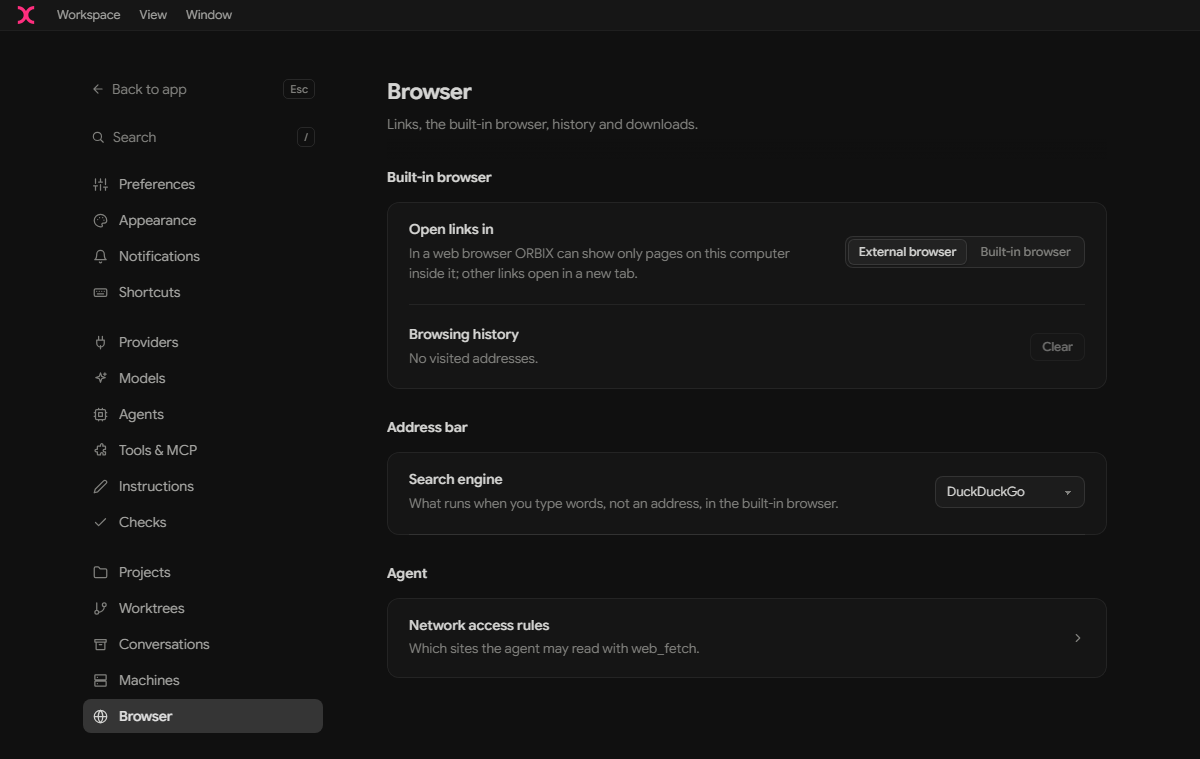 Workspace View Window
Back to app Esc
Search /
Preferences
Appearance
Notifications
Shortcuts
Providers
Models
Agents
Tools & MCP
Instructions
Checks
Projects
Worktrees
Conversations
Machines
Browser
Browser
Links, the built-in browser, history and downloads.
Built-in browser
Open links in
In a web browser ORBIX can show only pages on this computer
inside it; other links open in a new tab.
External browser Built-in browser
Browsing history
No visited addresses.
Clear
Address bar
Search engine
What runs when you type words, not an address, in the built-in browser.
DuckDuckGo
Agent
Network access rules
Which sites the agent may read with web_fetch.